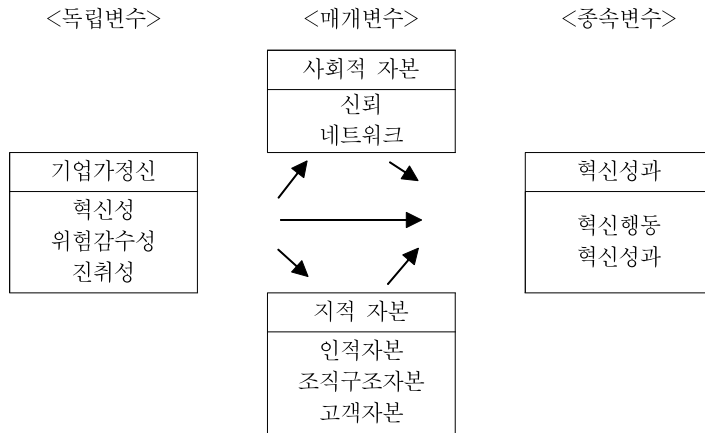 <독립변수>
<매개변수>
<종속변수>
사회적 자본
신뢰
네트워크
기업가정신
혁신성
위험감수성
진취성
혁신성과
혁신행동
혁신성과
지적 자본
인적자본
조직구조자본
고객자본